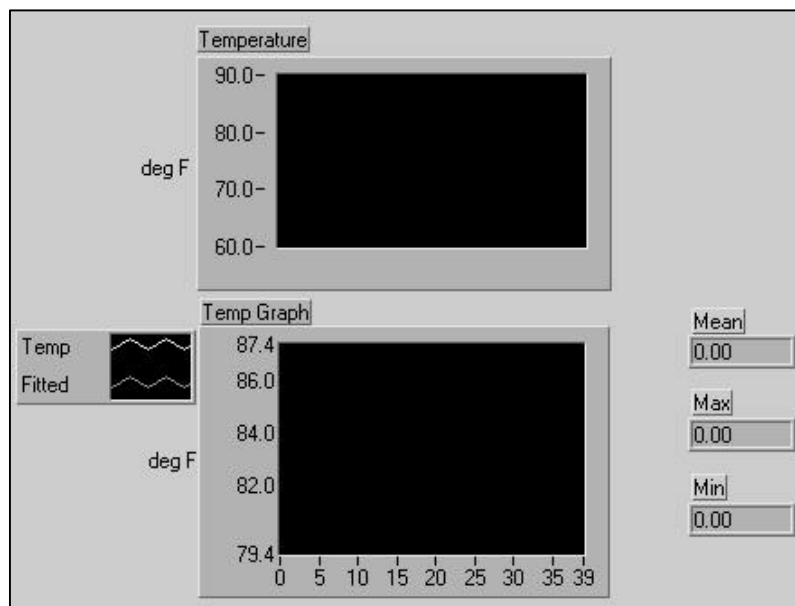 Temperature
90.0
80.0
deg F
70.0
60.0
Temp Graph
Temp
Fitted
87.4
86.0
84.0
deg F
82.0
79.4
0 5 10 15 20 25 30 35 39
Mean
0.00
Max
0.00
Min
0.00